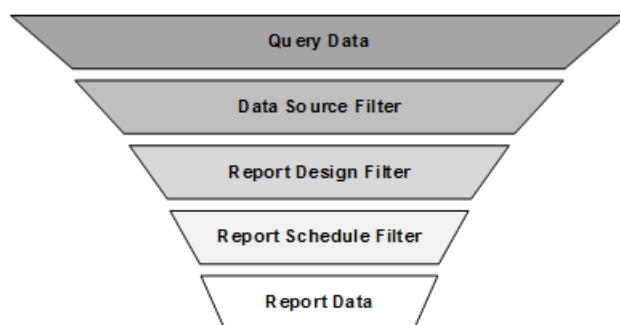 Query Data
Data Source Filter
Report Design Filter
Report Schedule Filter
Report Data